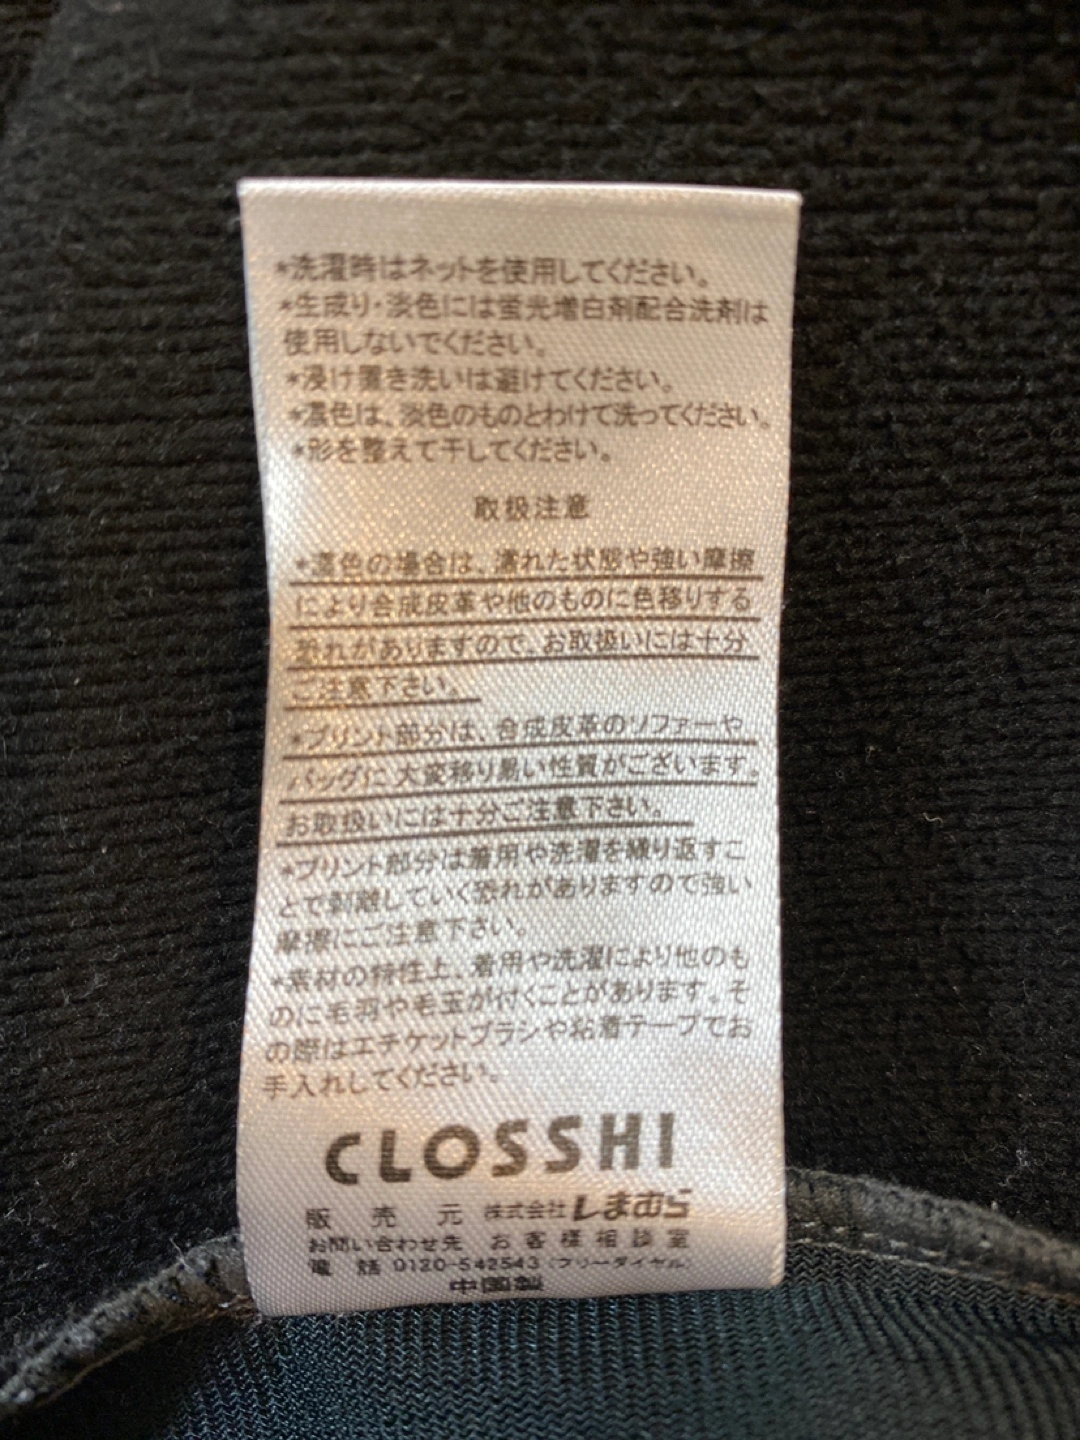 *洗濯時はネットを使用してください。
*生成り・淡色には蛍光増白剤配合洗剤は
使用しないでください。
*浸け置き洗いは避けてください。
*濃色は、淡色のものとわけて洗ってください。
*形を整えて干してください。
取扱注意
*濃色の場合は、濡れた状態や強い摩擦
により合成皮革や他のものに色移りする
恐れがありますので、お取扱いには十分
ご注意下さい。
*プリント部分は、合成皮革のソファーや
バッグに大変移り易い性質がございます。
お取扱いには十分ご注意下さい。
*プリント部分は着用や洗濯を繰り返すこ
とで剥離していく恐れがありますので強い
摩擦にご注意下さい。
*素材の特性上、着用や洗濯により他のも
のに毛羽や毛玉が付くことがあります。そ
の際はエチケットブラシや粘着テープでお
手入れしてください。
CLOSSHI
販売元 株式会社しまむら
お問い合わせ先 お客様相談室
電話 0120-542543(フリーダイヤル)
中国製